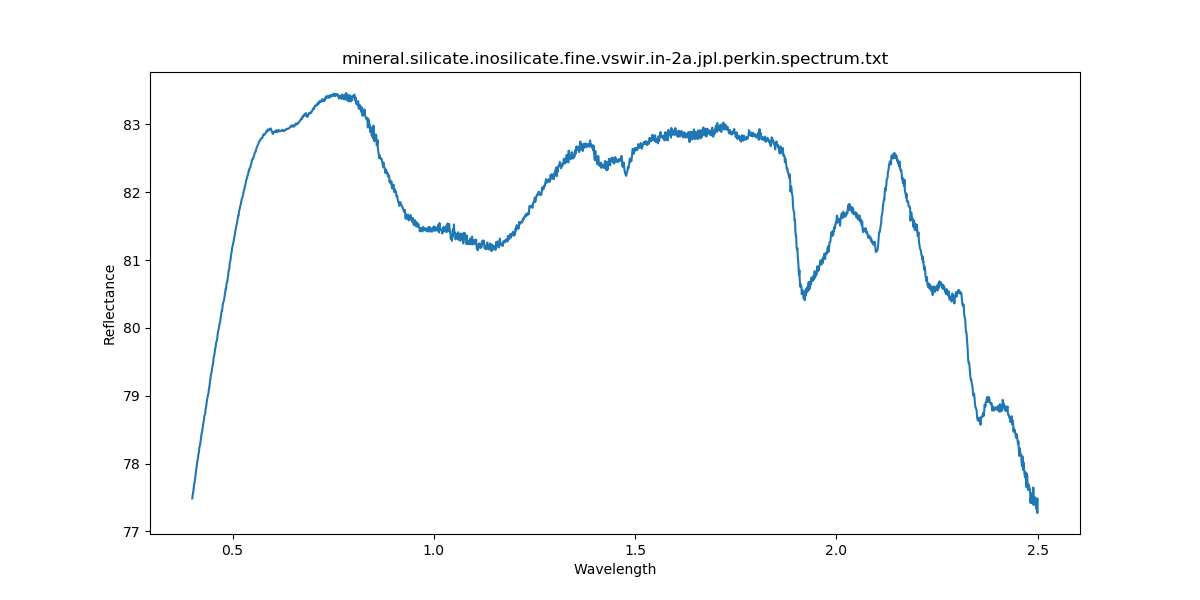 mineral.silicate.inosilicate.fine.vswir.in-2a.jpl.perkin.spectrum.txt
83
82
81
80
79
78
77
Reflectance
0.5 1.0 1.5 2.0 2.5
Wavelength